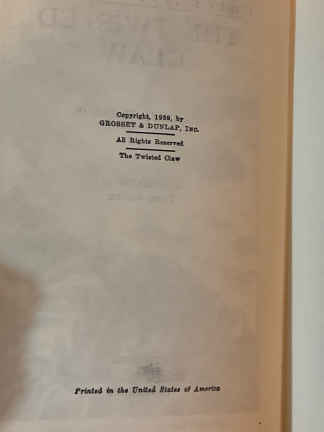 Copyright, 1939, by
GROSSET & DUNLAP, INC.
All Rights Reserved
The Twisted Claw
Printed in the United States of America